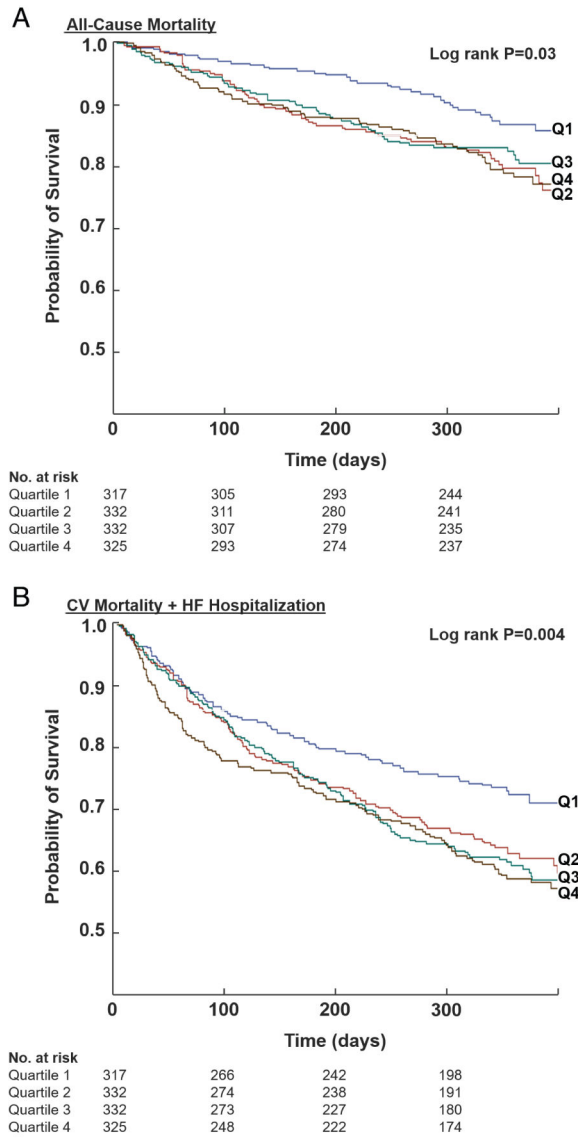 A
All-Cause Mortality
Log rank P=0.03
1.0
0.9
0.8
0.7
0.6
0.5
Probability of Survival
Q1
Q3
Q4
Q2
0 100 200 300
Time (days)
No. at risk
Quartile 1 317 305 293 244
Quartile 2 332 311 280 241
Quartile 3 332 307 279 235
Quartile 4 325 293 274 237
B
CV Mortality + HF Hospitalization
Log rank P=0.004
1.0
0.9
0.8
0.7
0.6
0.5
Probability of Survival
Q1
Q2
Q3
Q4
0 100 200 300
Time (days)
No. at risk
Quartile 1 317 266 242 198
Quartile 2 332 274 238 191
Quartile 3 332 273 227 180
Quartile 4 325 248 222 174